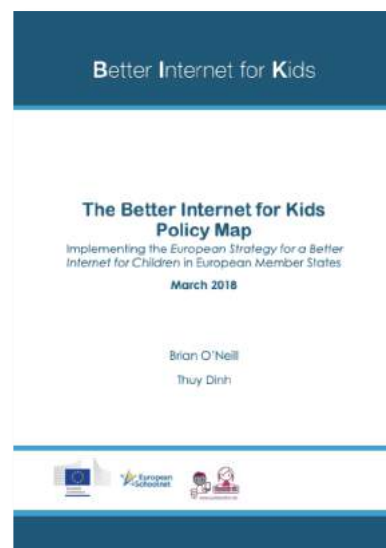 Better Internet for Kids
The Better Internet for Kids
Policy Map
Implementing the European Strategy for a Better
Internet for Children in European Member States
March 2018
Brian O'Neill
Thuy Dinh
European
Schoolnet